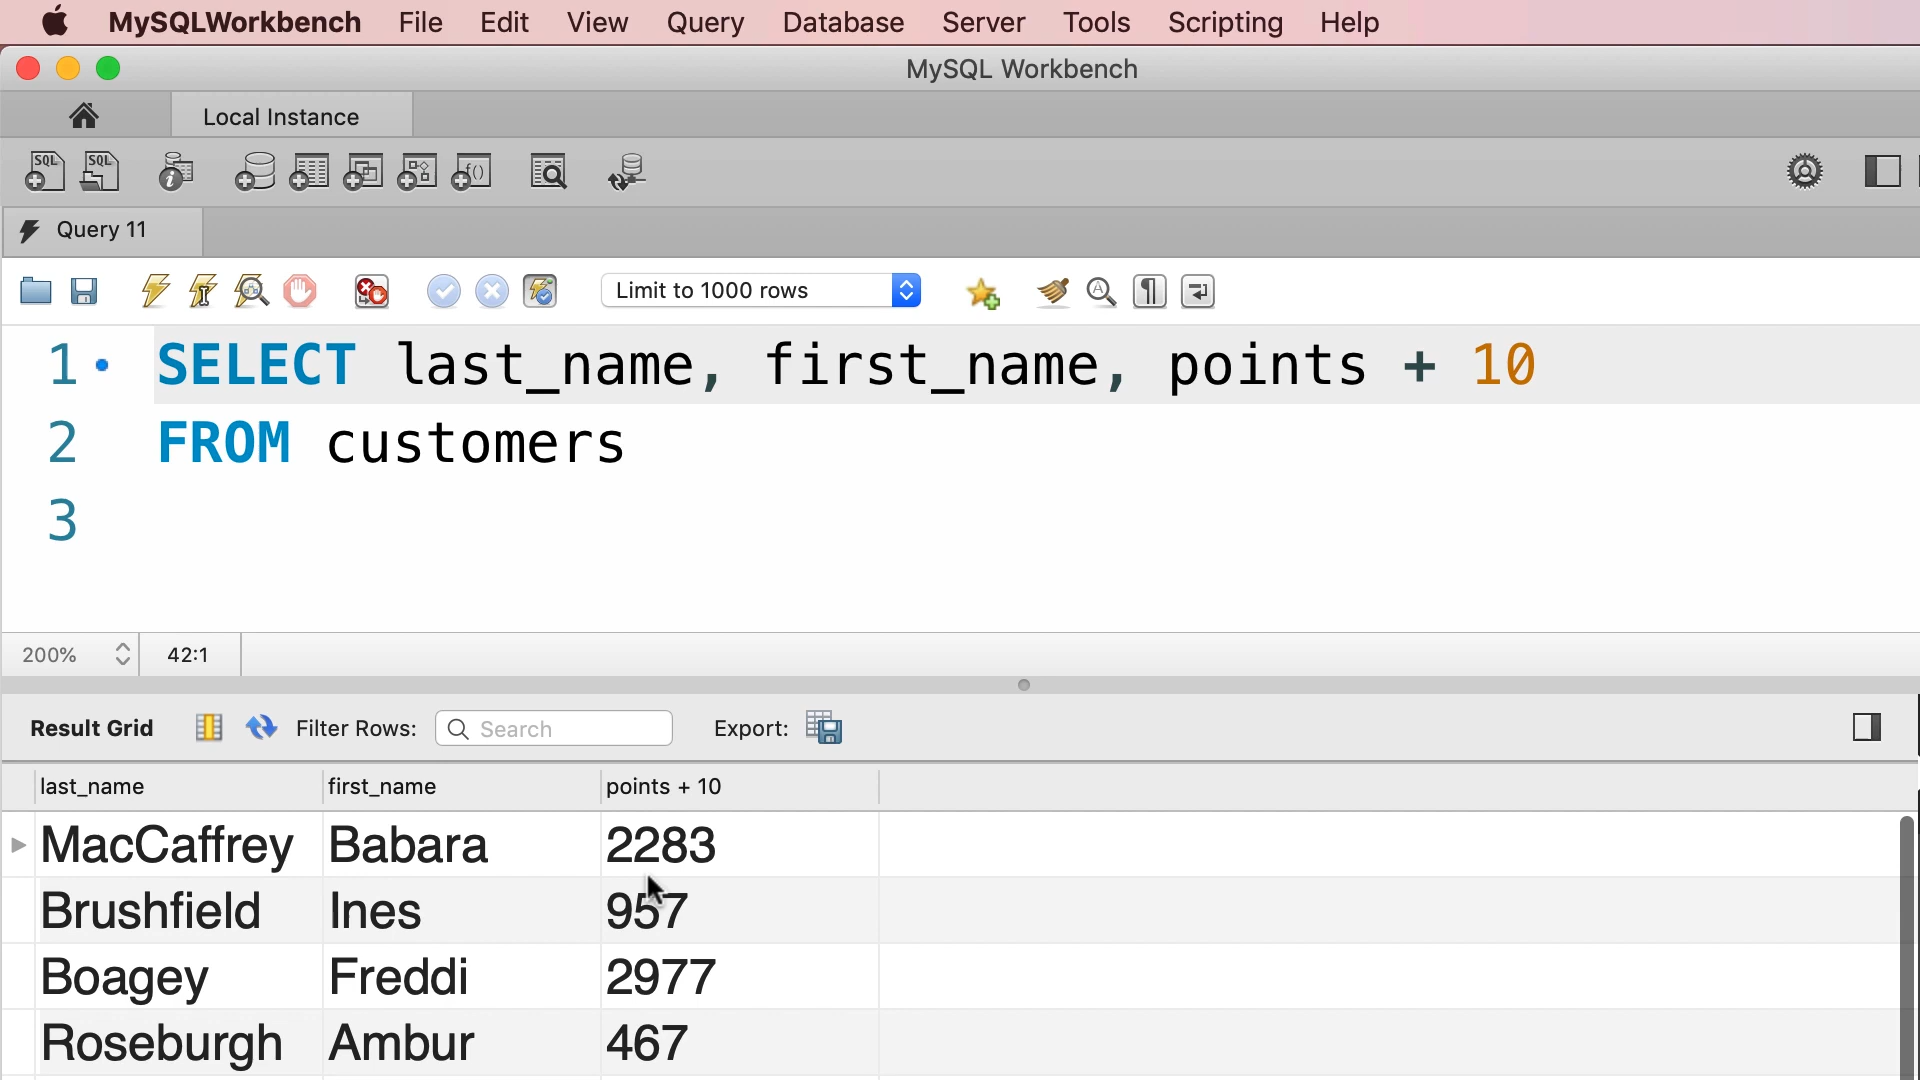 MySQLWorkbench File Edit View Query Database Server Tools Scripting Help
MySQL Workbench
Local Instance
SQL SQL i f()
Query 11
Limit to 1000 rows
1 SELECT last_name, first_name, points + 10
2 FROM customers
3
200% 42:1
Result Grid Filter Rows: Search Export:
last_name first_name points + 10
MacCaffrey Babara 2283
Brushfield Ines 957
Boagey Freddi 2977
Roseburgh Ambur 467